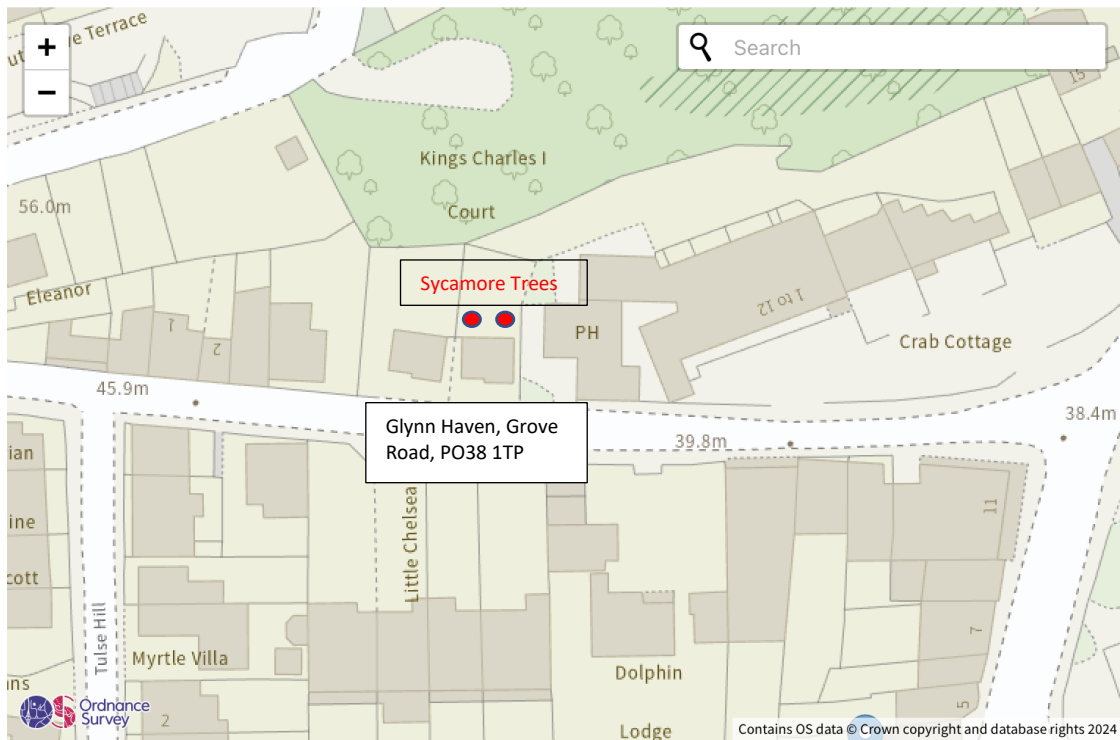 +
−
Search
ve Terrace
15
Kings Charles I
Court
56.0m
Eleanor
Sycamore Trees
1 to 12
1
2
PH
Crab Cottage
45.9m
38.4m
Glynn Haven, Grove
Road, PO38 1TP
39.8m
ian
Little Chelsea
11
ine
cott
Tulse Hill
7
Myrtle Villa
Dolphin
Lodge
ns
2
5
Ordnance
Survey
Contains OS data © Crown copyright and database rights 2024